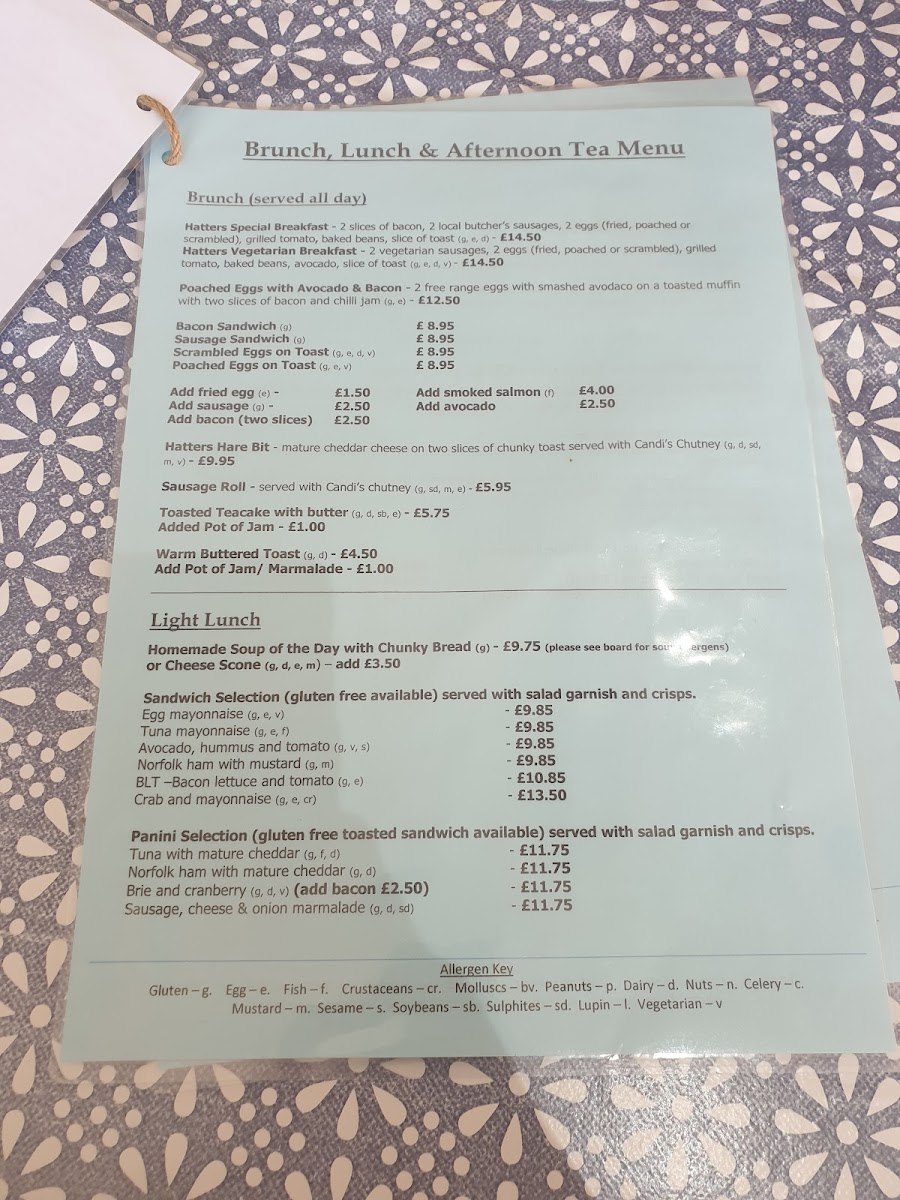 Brunch, Lunch & Afternoon Tea Menu
Brunch (served all day)
Hatters Special Breakfast - 2 slices of bacon, 2 local butcher's sausages, 2 eggs (fried, poached or
scrambled), grilled tomato, baked beans, slice of toast (g, e, d) - £14.50
Hatters Vegetarian Breakfast - 2 vegetarian sausages, 2 eggs (fried, poached or scrambled), grilled
tomato, baked beans, avocado, slice of toast (g, e, d, v) - £14.50
Poached Eggs with Avocado & Bacon - 2 free range eggs with smashed avodaco on a toasted muffin
with two slices of bacon and chilli jam (g, e) - £12.50
Bacon Sandwich (g) £ 8.95
Sausage Sandwich (g) £ 8.95
Scrambled Eggs on Toast (g, e, d, v) £ 8.95
Poached Eggs on Toast (g, e, v) £ 8.95
Add fried egg (e) - £1.50 Add smoked salmon (f) £4.00
Add sausage (g) - £2.50 Add avocado £2.50
Add bacon (two slices) £2.50
Hatters Hare Bit - mature cheddar cheese on two slices of chunky toast served with Candi's Chutney (g, d, sd,
m, v) - £9.95
Sausage Roll - served with Candi's chutney (g, sd, m, e) - £5.95
Toasted Teacake with butter (g, d, sb, e) - £5.75
Added Pot of Jam - £1.00
Warm Buttered Toast (g, d) - £4.50
Add Pot of Jam/ Marmalade - £1.00
Light Lunch
Homemade Soup of the Day with Chunky Bread (g) - £9.75 (please see board for
or Cheese Scone (g, d, e, m) – add £3.50
Sandwich Selection (gluten free available) served with salad garnish and crisps.
Egg mayonnaise (g, e, v) - £9.85
Tuna mayonnaise (g, e, f) - £9.85
Avocado, hummus and tomato (g, v, s) - £9.85
Norfolk ham with mustard (g, m) - £9.85
BLT –Bacon lettuce and tomato (g, e) - £10.85
Crab and mayonnaise (g, e, cr) - £13.50
Panini Selection (gluten free toasted sandwich available) served with salad garnish and crisps.
Tuna with mature cheddar (g, f, d) - £11.75
Norfolk ham with mature cheddar (g, d) - £11.75
Brie and cranberry (g, d, v) (add bacon £2.50) - £11.75
Sausage, cheese & onion marmalade (g, d, sd) - £11.75
Allergen Key
Gluten – g. Egg – e. Fish – f. Crustaceans – cr. Molluscs – bv. Peanuts – p. Dairy – d. Nuts – n. Celery – c.
Mustard – m. Sesame – s. Soybeans – sb. Sulphites – sd. Lupin – l. Vegetarian – v